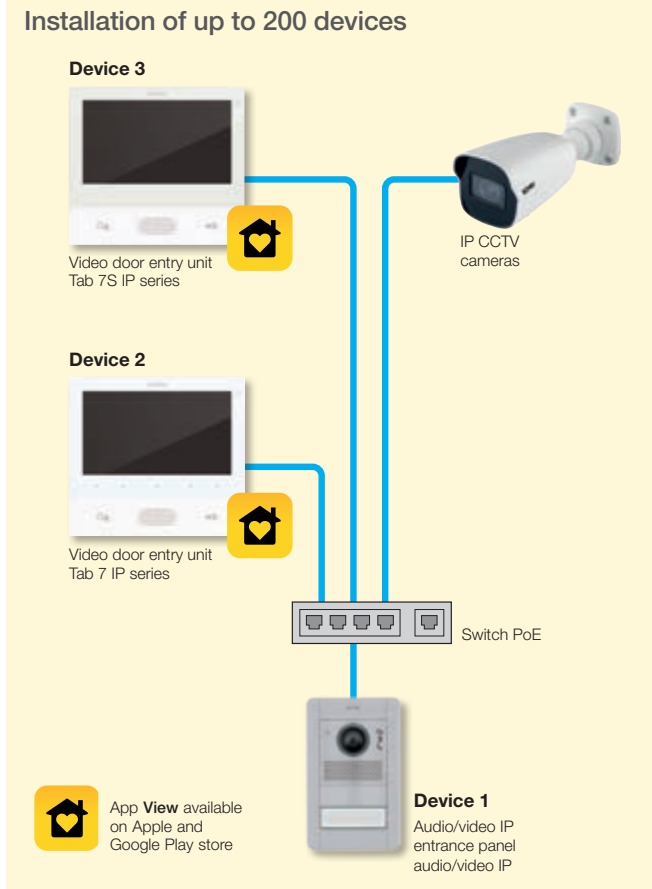 Installation of up to 200 devices
Device 3
Video door entry unit
Tab 7S IP series
IP CCTV
cameras
Device 2
Video door entry unit
Tab 7 IP series
Switch PoE
Device 1
Audio/video IP
entrance panel
audio/video IP
App View available
on Apple and
Google Play store